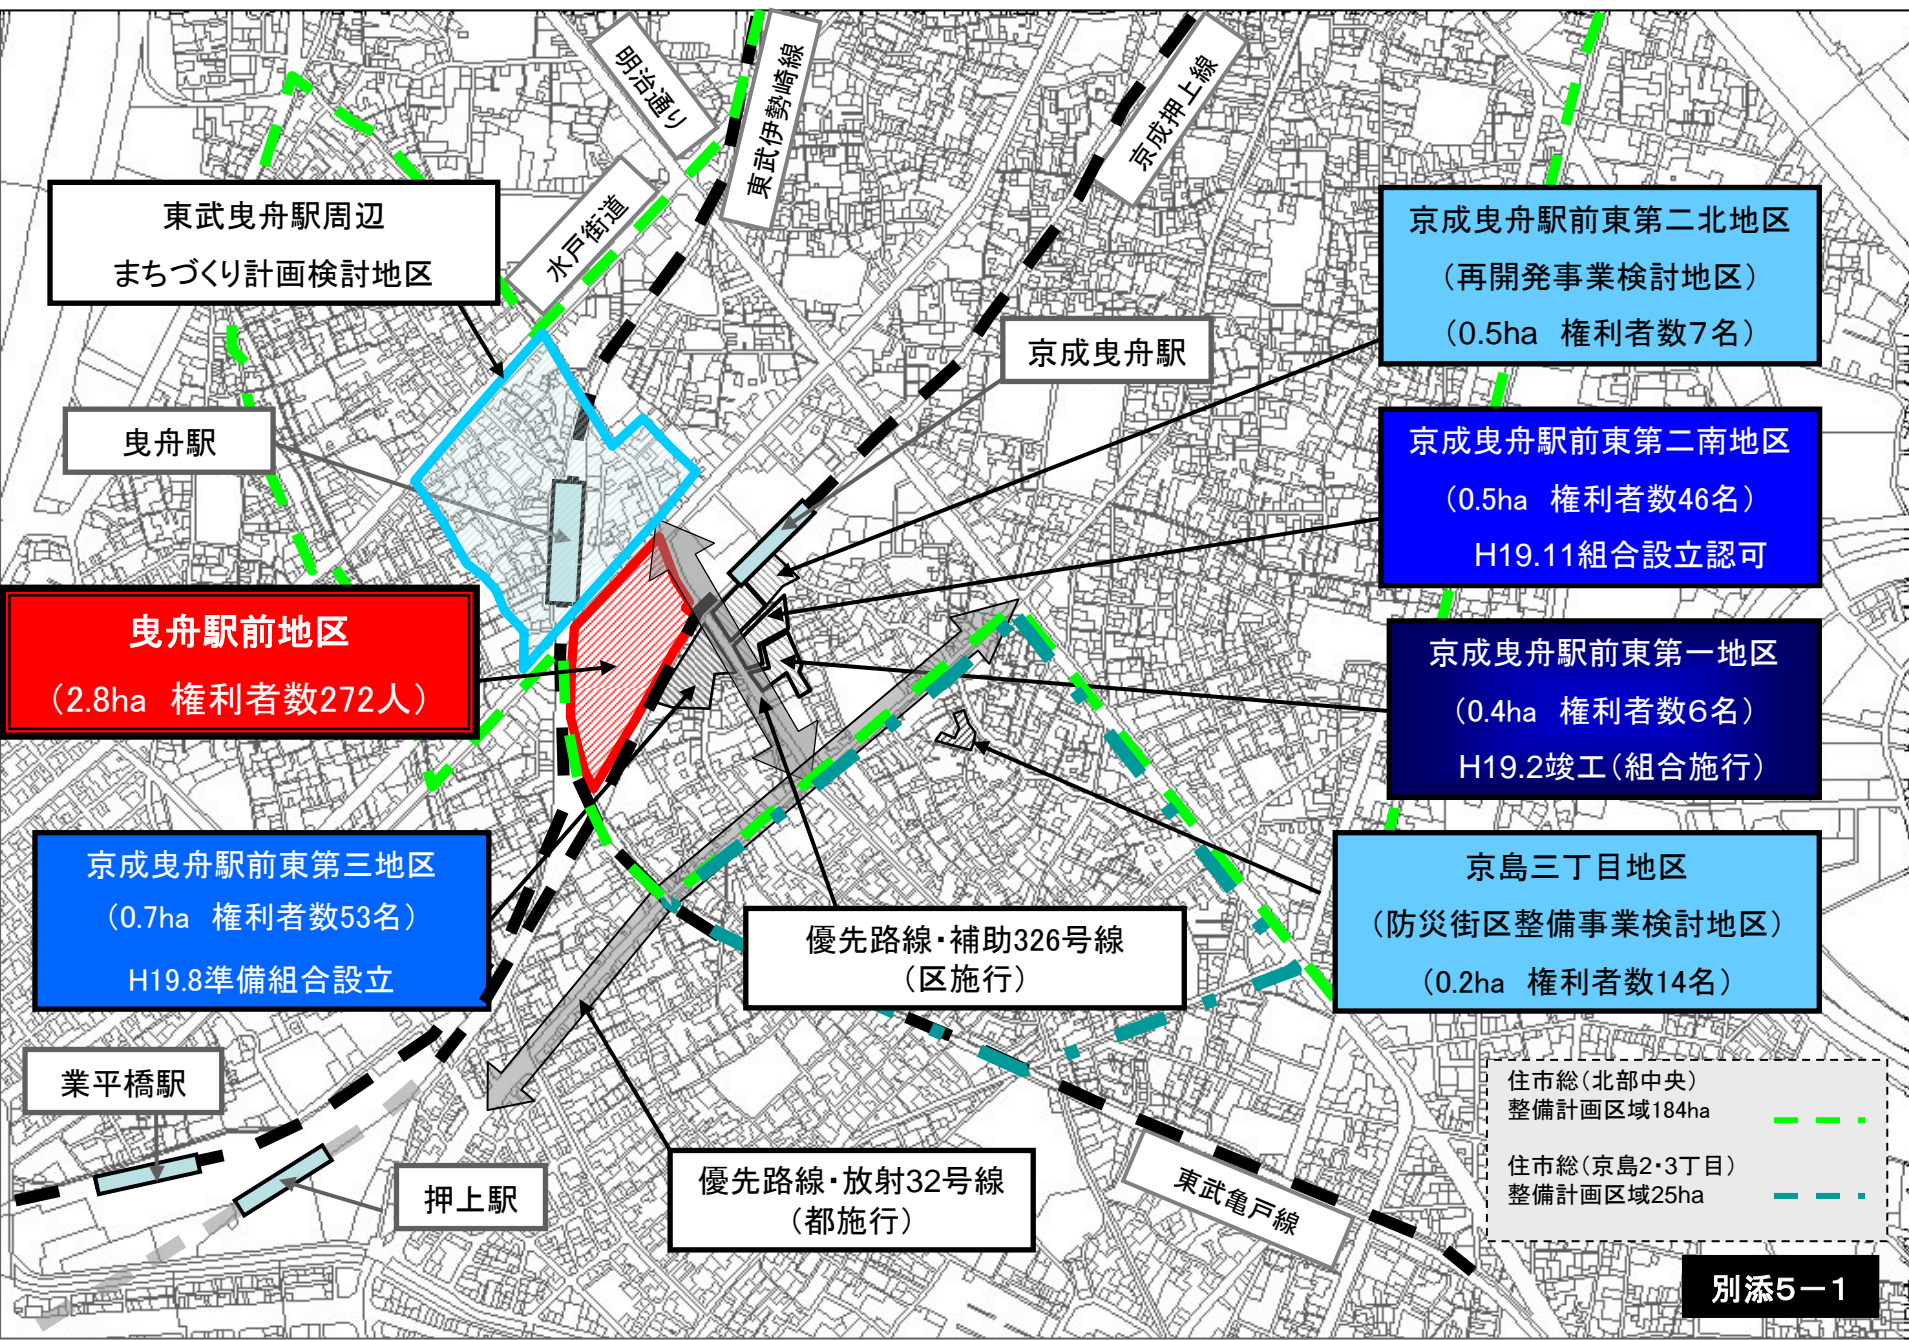 明治通り
東武伊勢崎線
京成押上線
水戸街道
東武曳舟駅周辺
まちづくり計画検討地区
京成曳舟駅前東第二北地区
（再開発事業検討地区）
（0.5ha 権利者数7名）
京成曳舟駅
曳舟駅
京成曳舟駅前東第二南地区
（0.5ha 権利者数46名）
H19.11組合設立認可
曳舟駅前地区
（2.8ha 権利者数272人）
京成曳舟駅前東第一地区
（0.4ha 権利者数6名）
H19.2竣工（組合施行）
京成曳舟駅前東第三地区
（0.7ha 権利者数53名）
H19.8準備組合設立
京島三丁目地区
（防災街区整備事業検討地区）
（0.2ha 権利者数14名）
優先路線・補助326号線
（区施行）
業平橋駅
押上駅
優先路線・放射32号線
（都施行）
東武亀戸線
住市総（北部中央）
整備計画区域184ha
住市総（京島2・3丁目）
整備計画区域25ha
別添5－1